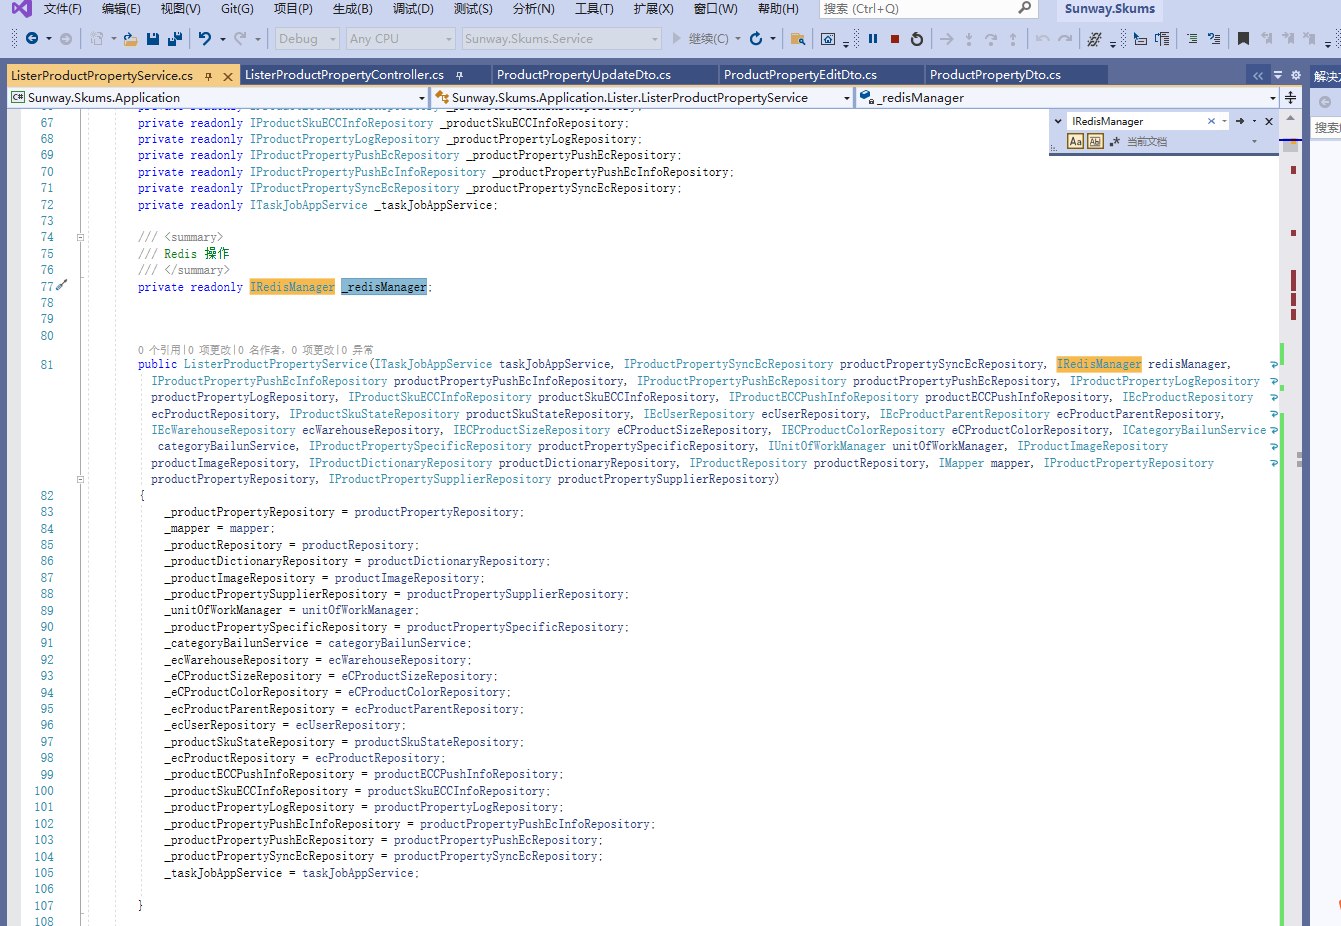 文件(F) 编辑(E) 视图(V) Git(G) 项目(P) 生成(B) 调试(D) 测试(S) 分析(N) 工具(T) 扩展(X) 窗口(W) 帮助(H) 搜索 (Ctrl+Q) Sunway.Skums
Debug Any CPU Sunway.Skums.Service 继续(C)
ListerProductPropertyService.cs ListerProductPropertyController.cs ProductPropertyUpdateDto.cs ProductPropertyEditDto.cs ProductPropertyDto.cs
Sunway.Skums.Application Sunway.Skums.Application.Lister.ListerProductPropertyService _redisManager
IRedisManager
Aa Ab .* 当前文档
67 private readonly IProductSkuECCInfoRepository _productSkuECCInfoRepository;
68 private readonly IProductPropertyLogRepository _productPropertyLogRepository;
69 private readonly IProductPropertyPushEcRepository _productPropertyPushEcRepository;
70 private readonly IProductPropertyPushEcInfoRepository _productPropertyPushEcInfoRepository;
71 private readonly IProductPropertySyncEcRepository _productPropertySyncEcRepository;
72 private readonly ITaskJobAppService _taskJobAppService;
73
74 /// <summary>
75 /// Redis 操作
76 /// </summary>
77 private readonly IRedisManager _redisManager;
78
79
80
0 个引用|0 项更改|0 名作者，0 项更改|0 异常
81 public ListerProductPropertyService(ITaskJobAppService taskJobAppService, IProductPropertySyncEcRepository productPropertySyncEcRepository, IRedisManager redisManager,
IProductPropertyPushEcInfoRepository productPropertyPushEcInfoRepository, IProductPropertyPushEcRepository productPropertyPushEcRepository, IProductPropertyLogRepository
productPropertyLogRepository, IProductSkuECCInfoRepository productSkuECCInfoRepository, IProductECCPushInfoRepository productECCPushInfoRepository, IEcProductRepository
ecProductRepository, IProductSkuStateRepository productSkuStateRepository, IEcUserRepository ecUserRepository, IEcProductParentRepository ecProductParentRepository,
IEcWarehouseRepository ecWarehouseRepository, IECProductSizeRepository eCProductSizeRepository, IECProductColorRepository eCProductColorRepository, ICategoryBailunService
categoryBailunService, IProductPropertySpecificRepository productPropertySpecificRepository, IUnitOfWorkManager unitOfWorkManager, IProductImageRepository
productImageRepository, IProductDictionaryRepository productDictionaryRepository, IProductRepository productRepository, IMapper mapper, IProductPropertyRepository
productPropertyRepository, IProductPropertySupplierRepository productPropertySupplierRepository)
82 {
83 _productPropertyRepository = productPropertyRepository;
84 _mapper = mapper;
85 _productRepository = productRepository;
86 _productDictionaryRepository = productDictionaryRepository;
87 _productImageRepository = productImageRepository;
88 _productPropertySupplierRepository = productPropertySupplierRepository;
89 _unitOfWorkManager = unitOfWorkManager;
90 _productPropertySpecificRepository = productPropertySpecificRepository;
91 _categoryBailunService = categoryBailunService;
92 _ecWarehouseRepository = ecWarehouseRepository;
93 _eCProductSizeRepository = eCProductSizeRepository;
94 _eCProductColorRepository = eCProductColorRepository;
95 _ecProductParentRepository = ecProductParentRepository;
96 _ecUserRepository = ecUserRepository;
97 _productSkuStateRepository = productSkuStateRepository;
98 _ecProductRepository = ecProductRepository;
99 _productECCPushInfoRepository = productECCPushInfoRepository;
100 _productSkuECCInfoRepository = productSkuECCInfoRepository;
101 _productPropertyLogRepository = productPropertyLogRepository;
102 _productPropertyPushEcInfoRepository = productPropertyPushEcInfoRepository;
103 _productPropertyPushEcRepository = productPropertyPushEcRepository;
104 _productPropertySyncEcRepository = productPropertySyncEcRepository;
105 _taskJobAppService = taskJobAppService;
106
107 }
108